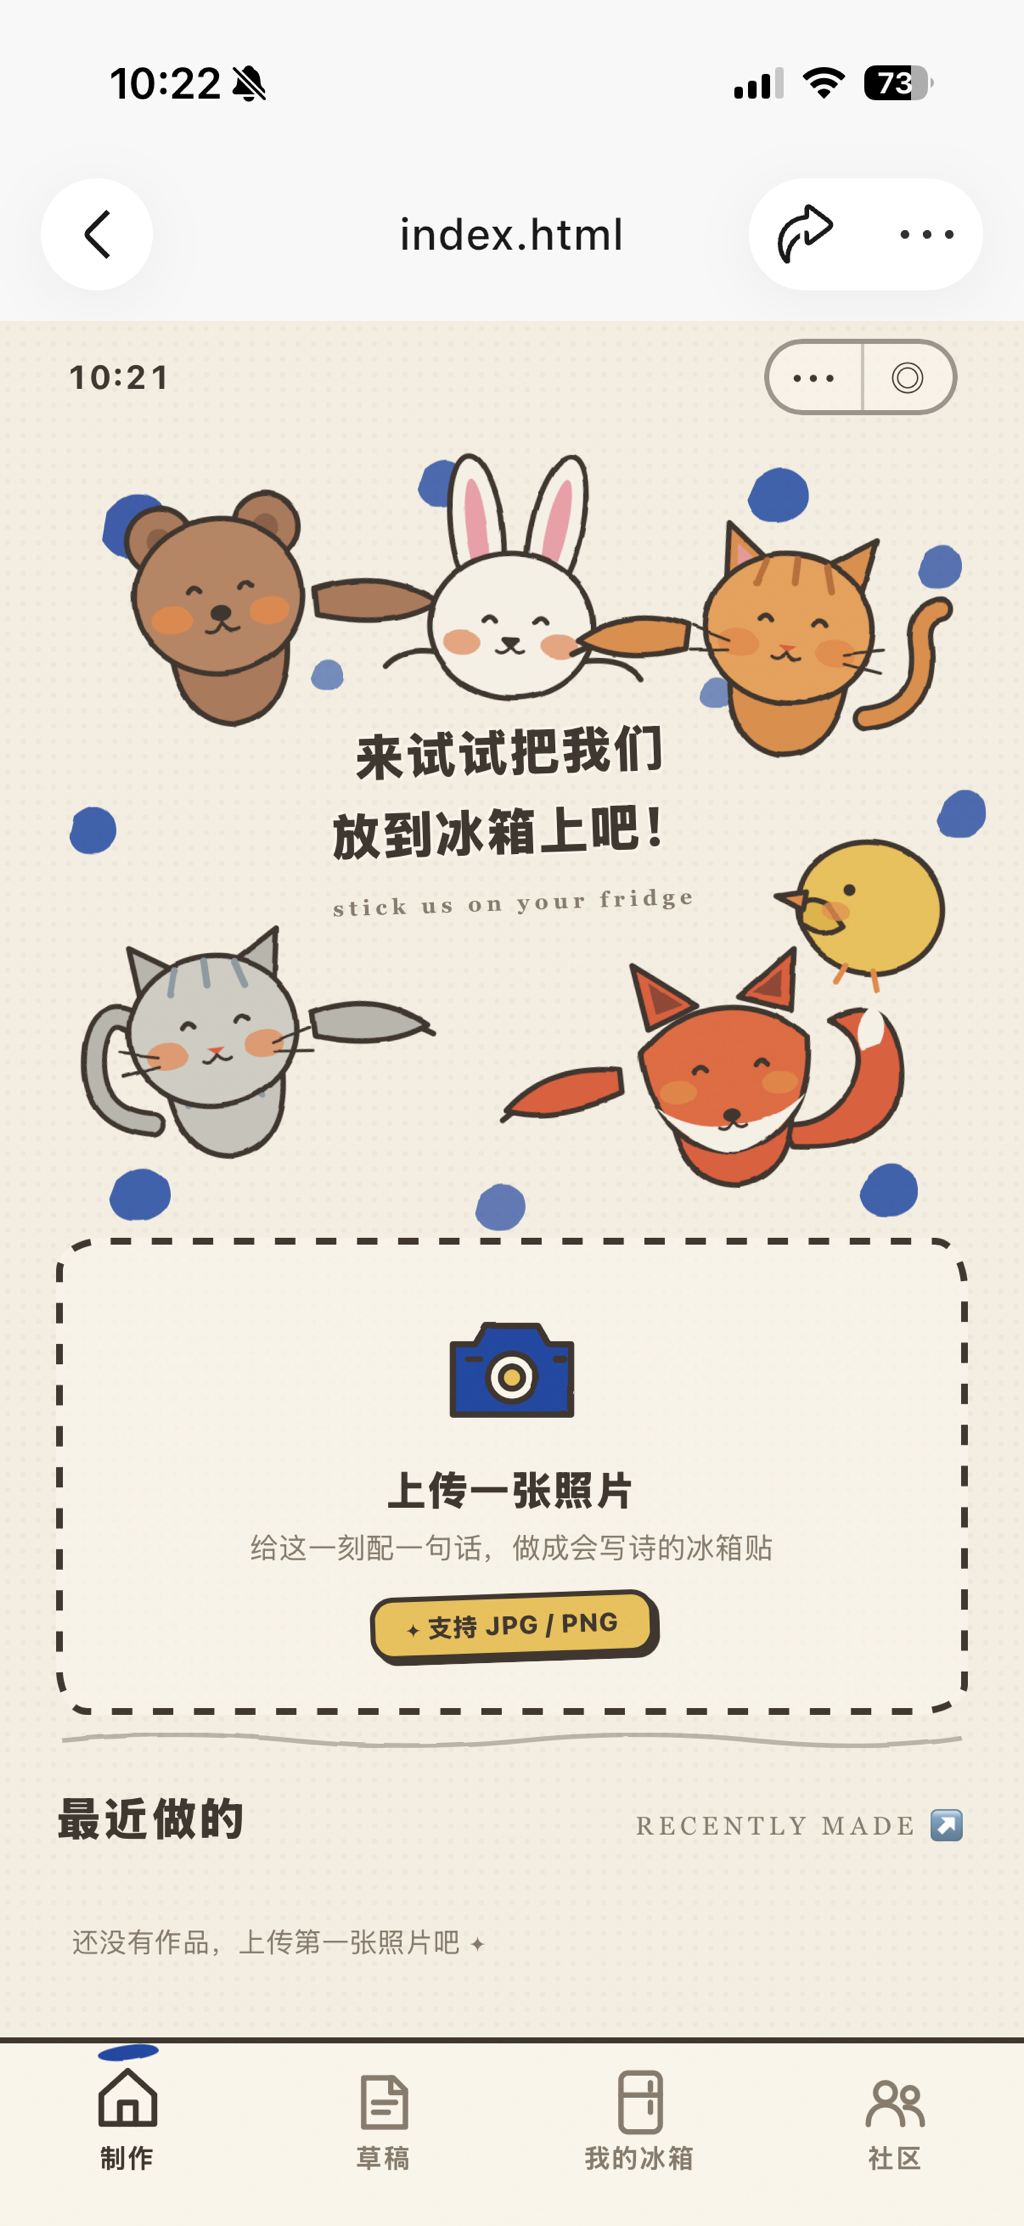 10:22
73
index.html
10:21
来试试把我们
放到冰箱上吧！
stick us on your fridge
上传一张照片
给这一刻配一句话，做成会写诗的冰箱贴
✦ 支持 JPG / PNG
最近做的
RECENTLY MADE ↗
还没有作品，上传第一张照片吧 ✦
制作
草稿
我的冰箱
社区